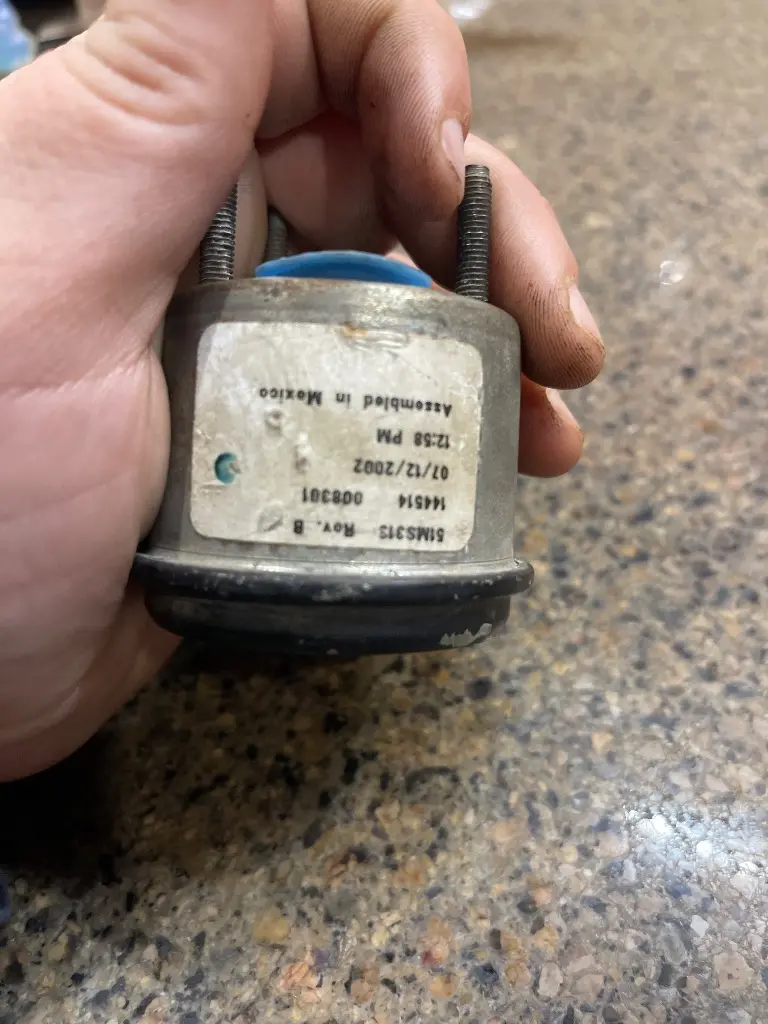 51MS313 Rev. B
144514 008301
07/12/2002
12:58 PM
Assembled in Mexico